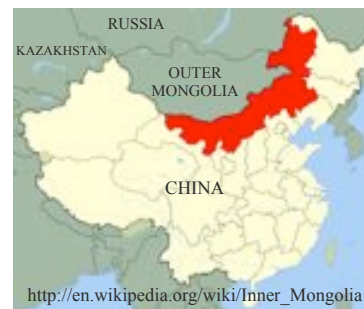 RUSSIA
KAZAKHSTAN
OUTER
MONGOLIA
CHINA
http://en.wikipedia.org/wiki/Inner_Mongolia